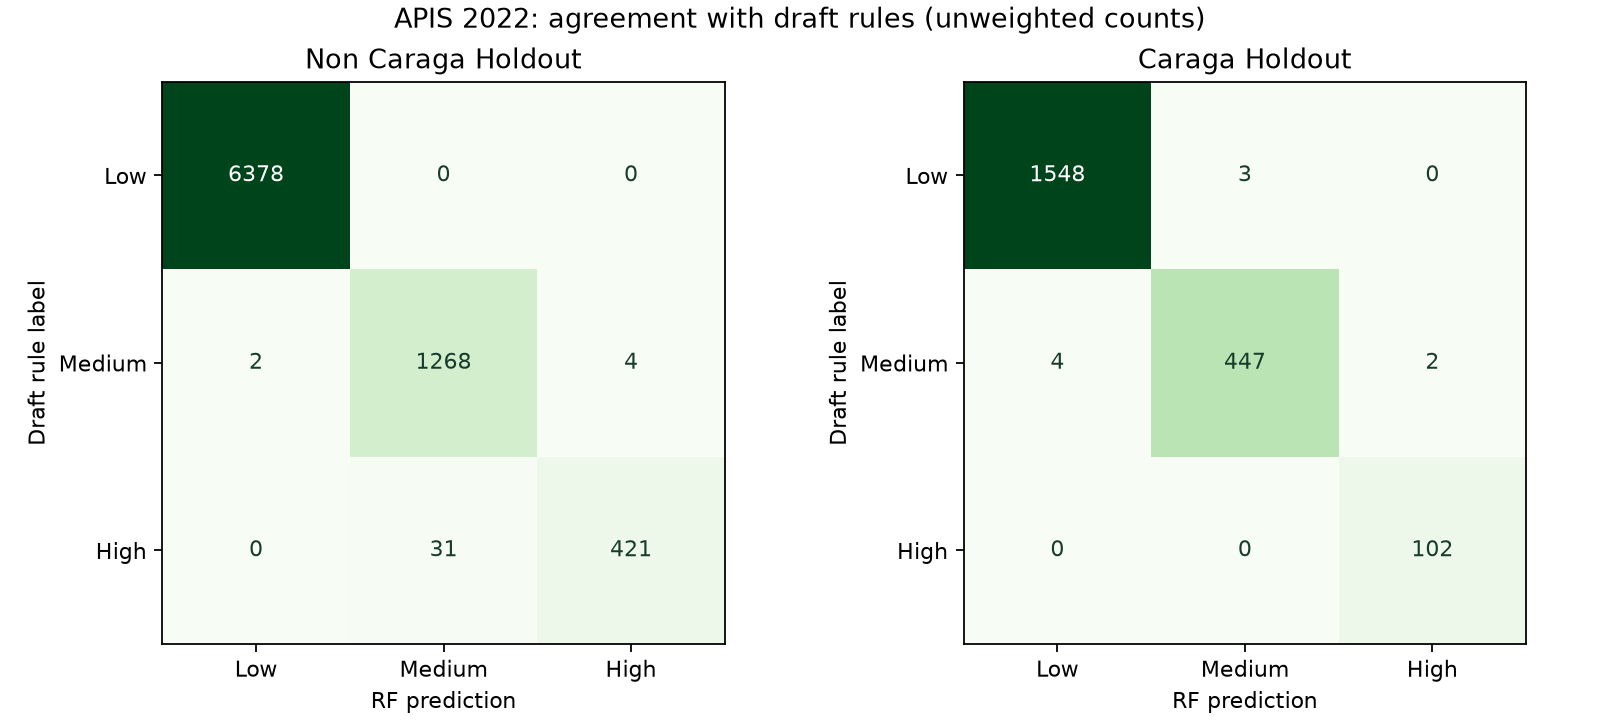 APIS 2022: agreement with draft rules (unweighted counts)
Non Caraga Holdout
Draft rule label
Low
6378
0
0
Medium
2
1268
4
High
0
31
421
Low
Medium
High
RF prediction
Caraga Holdout
Draft rule label
Low
1548
3
0
Medium
4
447
2
High
0
0
102
Low
Medium
High
RF prediction